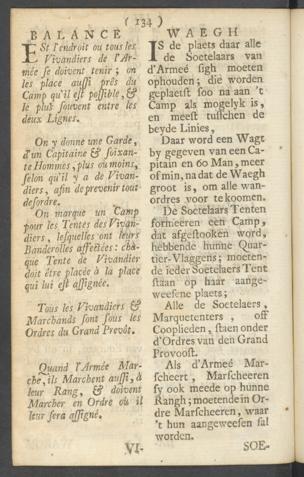 ( 134 )
BALANCE
Est l'endroit ou tous les
Vivandiers de l'Ar-
mée se doivent tenir ; on
les place aussi prés du
Camp qu'il est possible, &
le plus souvent entre les
deux Lignes.
On y donne une Garde,
d'un Capitaine & soixan-
te Hommes, plus ou moins,
selon qu'il y a de Vivan-
diers, afin de prevenir tout
desordre.
On marque un Camp
pour les Tentes des Vivan-
diers, lesquelles ont leurs
Banderolles affectées : cha-
que Tente de Vivandier
doit être placée à la place
qui lui est assignée.
Tous les Vivandiers &
Marchands sont sous les
Ordres du Grand Prevôt.
Quand l'Armée Mar-
che, ils Marchent aussi, à
leur Rang, & doivent
Marcher en Ordre où il
leur sera assigné.
VI-
WAEGH
Is de plaets daar alle
de Soetelaars van
d'Armeé sigh moeten
ophouden ; die worden
geplaetst soo na aan 't
Camp als mogelyk is,
en meest tusschen de
beyde Linies,
Daar word een Wagt
by gegeven van een Ca-
pitain en 60 Man, meer
of min, na dat de Waegh
groot is, om alle wan-
ordres voor te koomen.
De Soetelaars Tenten
formeeren een Camp,
dat afgestooken word,
hebbende hunne Quar-
tier-Vlaggens ; moeten-
de ieder Soetelaers Tent
staan op haar aange-
weesene plaets ;
Alle de Soetelaers,
Marquetenters, off
Cooplieden, staen onder
d'Ordres van den Grand
Provoost.
Als d'Armeé Mar-
scheert, Marscheeren
sy ook meede op hunne
Rangh ; moetende in Or-
dre Marscheeren, waar
't hun aangeweesen sal
worden.
SOE-